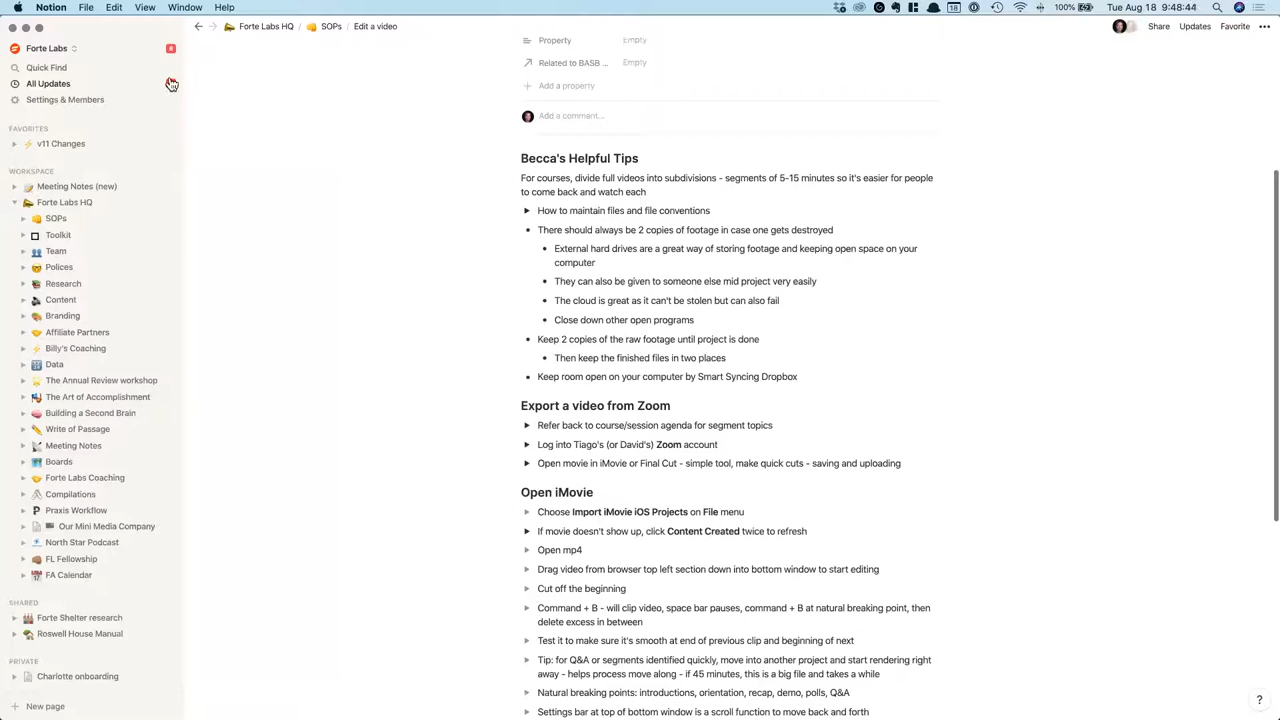 Notion File Edit View Window Help
18 100% Tue Aug 18 9:48:44
Forte Labs HQ / SOPs / Edit a video
Share Updates Favorite
Forte Labs
Quick Find
All Updates
Settings & Members
FAVORITES
v11 Changes
WORKSPACE
Meeting Notes (new)
Forte Labs HQ
SOPs
Toolkit
Team
Polices
Research
Content
Branding
Affiliate Partners
Billy's Coaching
Data
The Annual Review workshop
The Art of Accomplishment
Building a Second Brain
Write of Passage
Meeting Notes
Boards
Forte Labs Coaching
Compilations
Praxis Workflow
Our Mini Media Company
North Star Podcast
FL Fellowship
FA Calendar
SHARED
Forte Shelter research
Roswell House Manual
PRIVATE
Charlotte onboarding
New page
Property Empty
Related to BASB ... Empty
Add a property
Add a comment...
Becca's Helpful Tips
For courses, divide full videos into subdivisions - segments of 5-15 minutes so it's easier for people
to come back and watch each
How to maintain files and file conventions
There should always be 2 copies of footage in case one gets destroyed
External hard drives are a great way of storing footage and keeping open space on your
computer
They can also be given to someone else mid project very easily
The cloud is great as it can't be stolen but can also fail
Close down other open programs
Keep 2 copies of the raw footage until project is done
Then keep the finished files in two places
Keep room open on your computer by Smart Syncing Dropbox
Export a video from Zoom
Refer back to course/session agenda for segment topics
Log into Tiago's (or David's) Zoom account
Open movie in iMovie or Final Cut - simple tool, make quick cuts - saving and uploading
Open iMovie
Choose Import iMovie iOS Projects on File menu
If movie doesn't show up, click Content Created twice to refresh
Open mp4
Drag video from browser top left section down into bottom window to start editing
Cut off the beginning
Command + B - will clip video, space bar pauses, command + B at natural breaking point, then
delete excess in between
Test it to make sure it's smooth at end of previous clip and beginning of next
Tip: for Q&A or segments identified quickly, move into another project and start rendering right
away - helps process move along - if 45 minutes, this is a big file and takes a while
Natural breaking points: introductions, orientation, recap, demo, polls, Q&A
Settings bar at top of bottom window is a scroll function to move back and forth
?